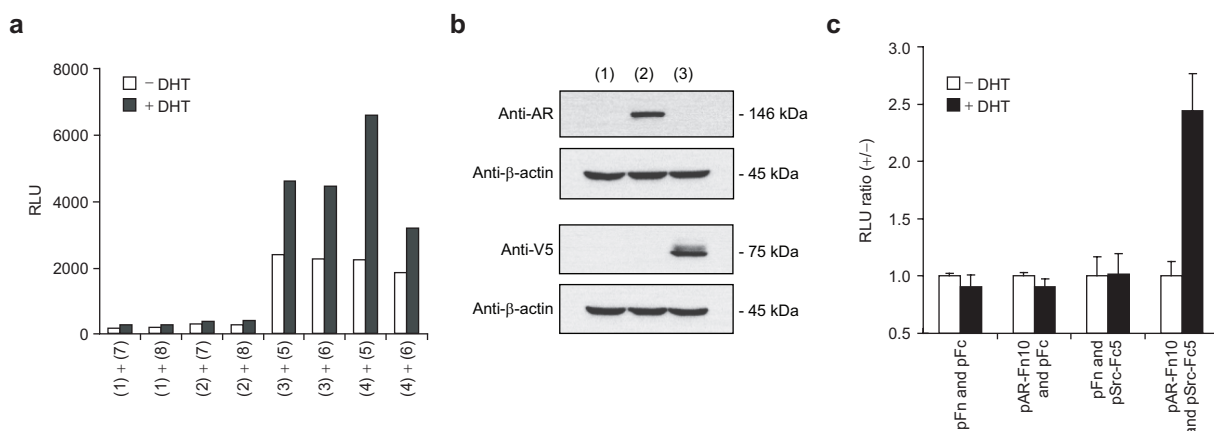 a
8000
6000
4000
2000
0
RLU
− DHT
+ DHT
(1) + (7)
(1) + (8)
(2) + (7)
(2) + (8)
(3) + (5)
(3) + (6)
(4) + (5)
(4) + (6)
b
(1) (2) (3)
Anti-AR - 146 kDa
Anti-β-actin - 45 kDa
Anti-V5 - 75 kDa
Anti-β-actin - 45 kDa
c
3.0
2.5
2.0
1.5
1.0
0.5
RLU ratio (+/−)
− DHT
+ DHT
pFn and pFc
pAR-Fn10
and pFc
pFn and
pSrc-Fc5
pAR-Fn10
and pSrc-Fc5